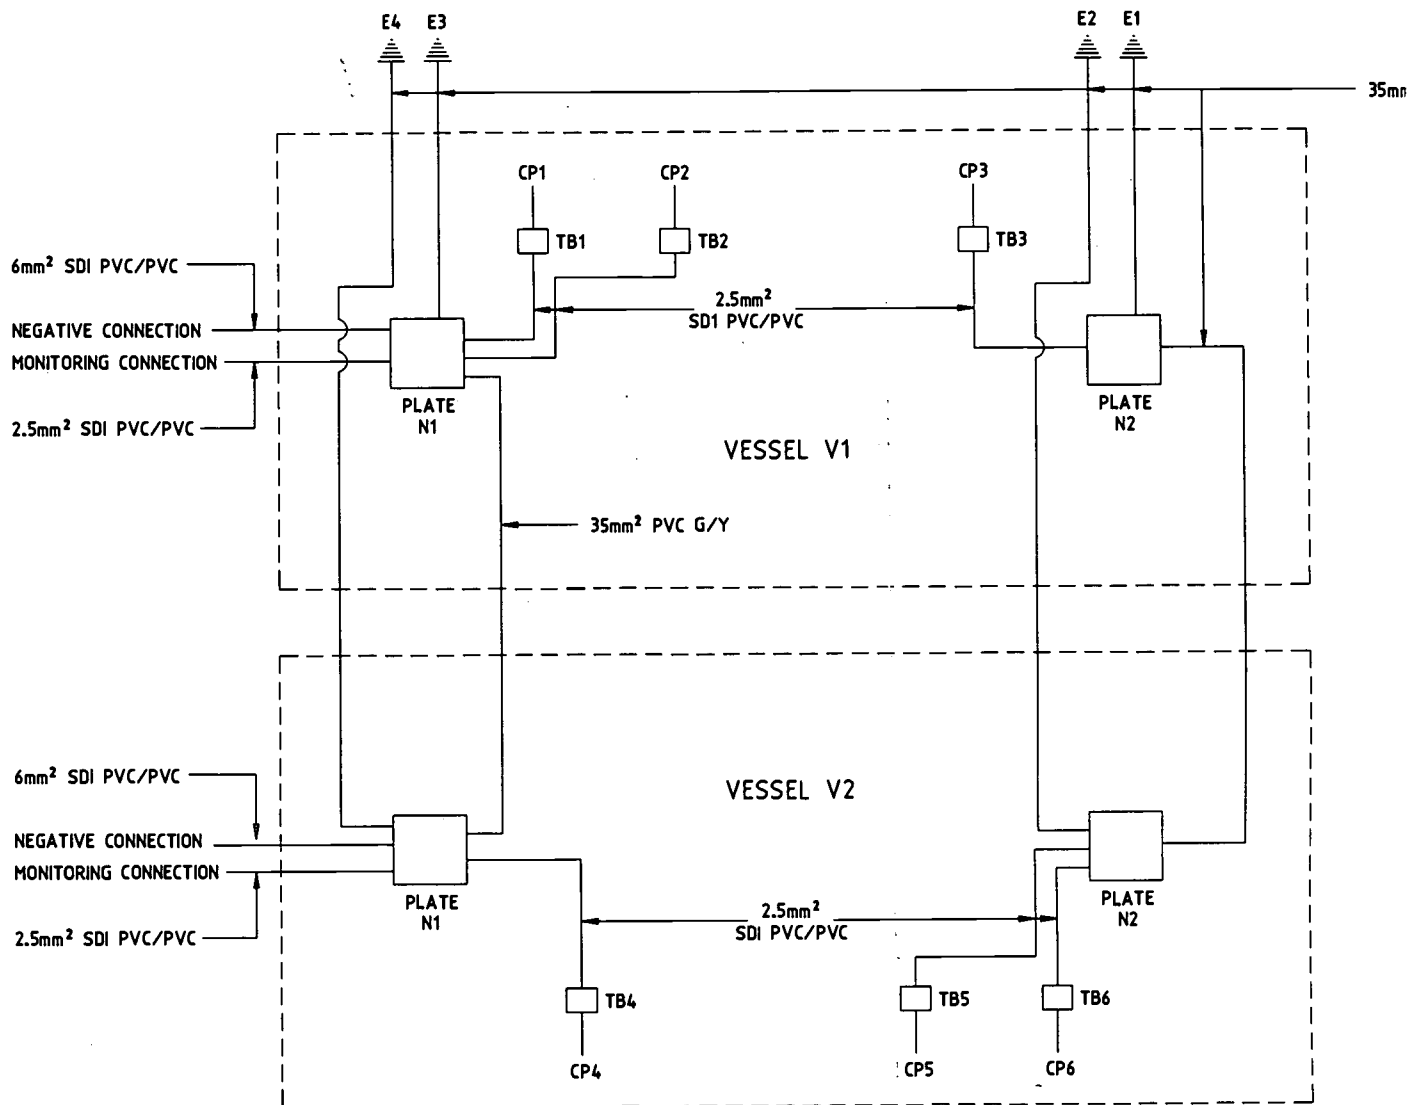 E4
E3
E2
E1
35mm
CP1
CP2
CP3
TB1
TB2
TB3
6mm² SDI PVC/PVC
NEGATIVE CONNECTION
MONITORING CONNECTION
2.5mm² SDI PVC/PVC
2.5mm²
SD1 PVC/PVC
PLATE
N1
PLATE
N2
VESSEL V1
35mm² PVC G/Y
6mm² SDI PVC/PVC
NEGATIVE CONNECTION
MONITORING CONNECTION
2.5mm² SDI PVC/PVC
VESSEL V2
PLATE
N1
PLATE
N2
2.5mm²
SDI PVC/PVC
TB4
TB5
TB6
CP4
CP5
CP6